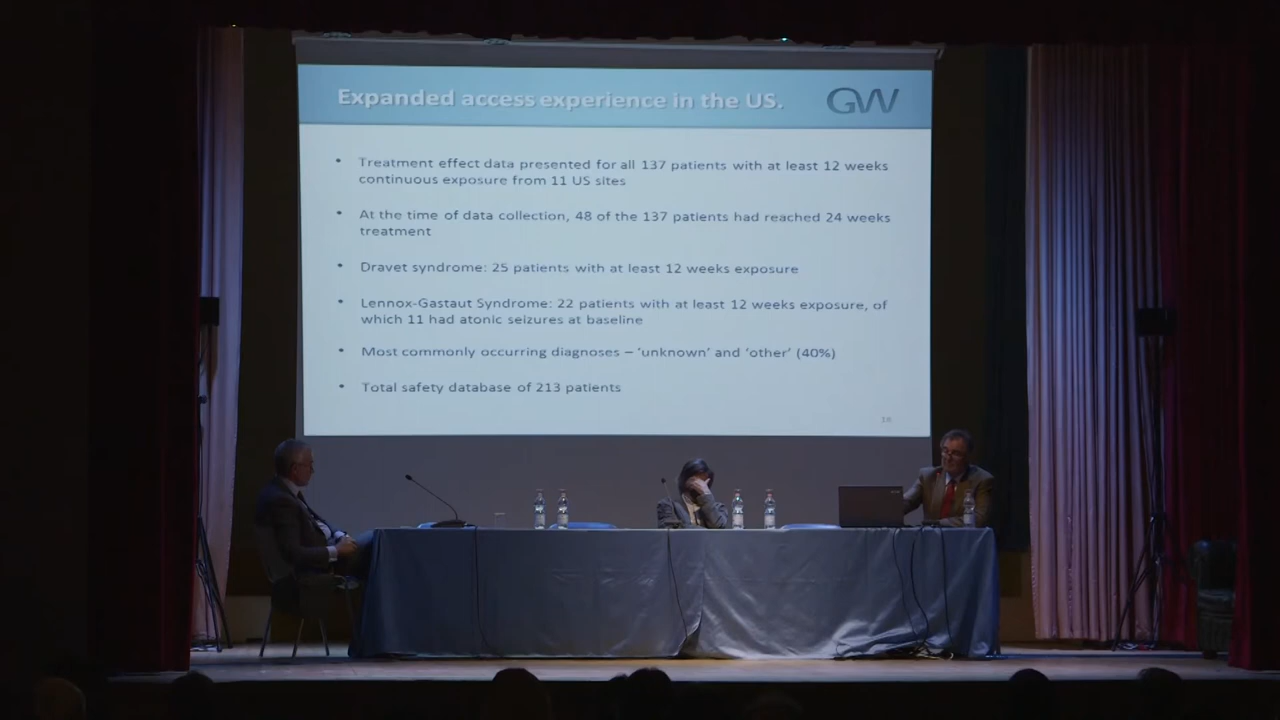 Expanded access experience in the US.
GW
• Treatment effect data presented for all 137 patients with at least 12 weeks
continuous exposure from 11 US sites
• At the time of data collection, 48 of the 137 patients had reached 24 weeks
treatment
• Dravet syndrome: 25 patients with at least 12 weeks exposure
• Lennox-Gastaut Syndrome: 22 patients with at least 12 weeks exposure, of
which 11 had atonic seizures at baseline
• Most commonly occurring diagnoses – ‘unknown’ and ‘other’ (40%)
• Total safety database of 213 patients